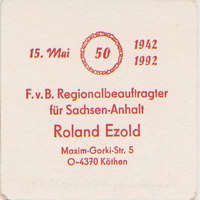 15. Mai 50 1942
1992
F.v.B. Regionalbeauftragter
für Sachsen-Anhalt
Roland Ezold
Maxim-Gorki-Str. 5
O-4370 Köthen